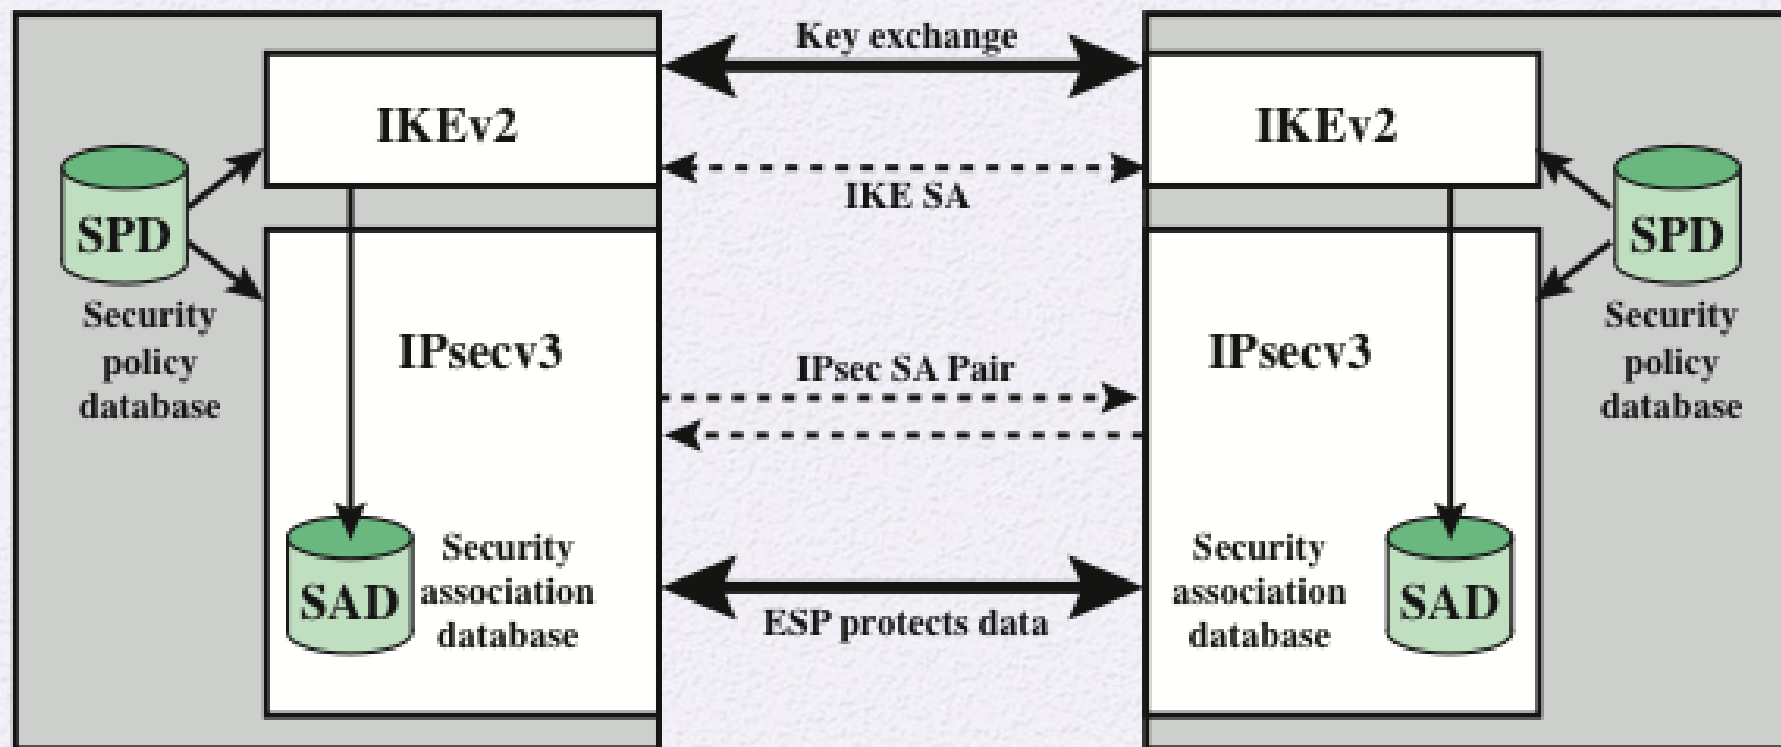 Key exchange
IKEv2
IKEv2
IKE SA
SPD
Security
policy
database
SPD
Security
policy
database
IPsecv3
IPsecv3
IPsec SA Pair
SAD
Security
association
database
Security
association
database
SAD
ESP protects data